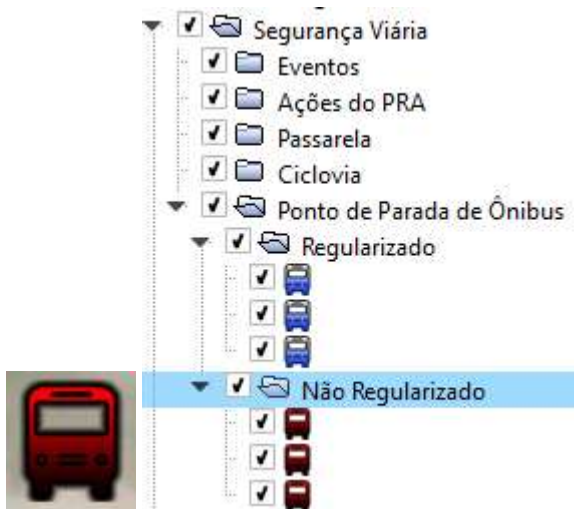 Segurança Viária
Eventos
Ações do PRA
Passarela
Ciclovia
Ponto de Parada de Ônibus
Regularizado
Não Regularizado